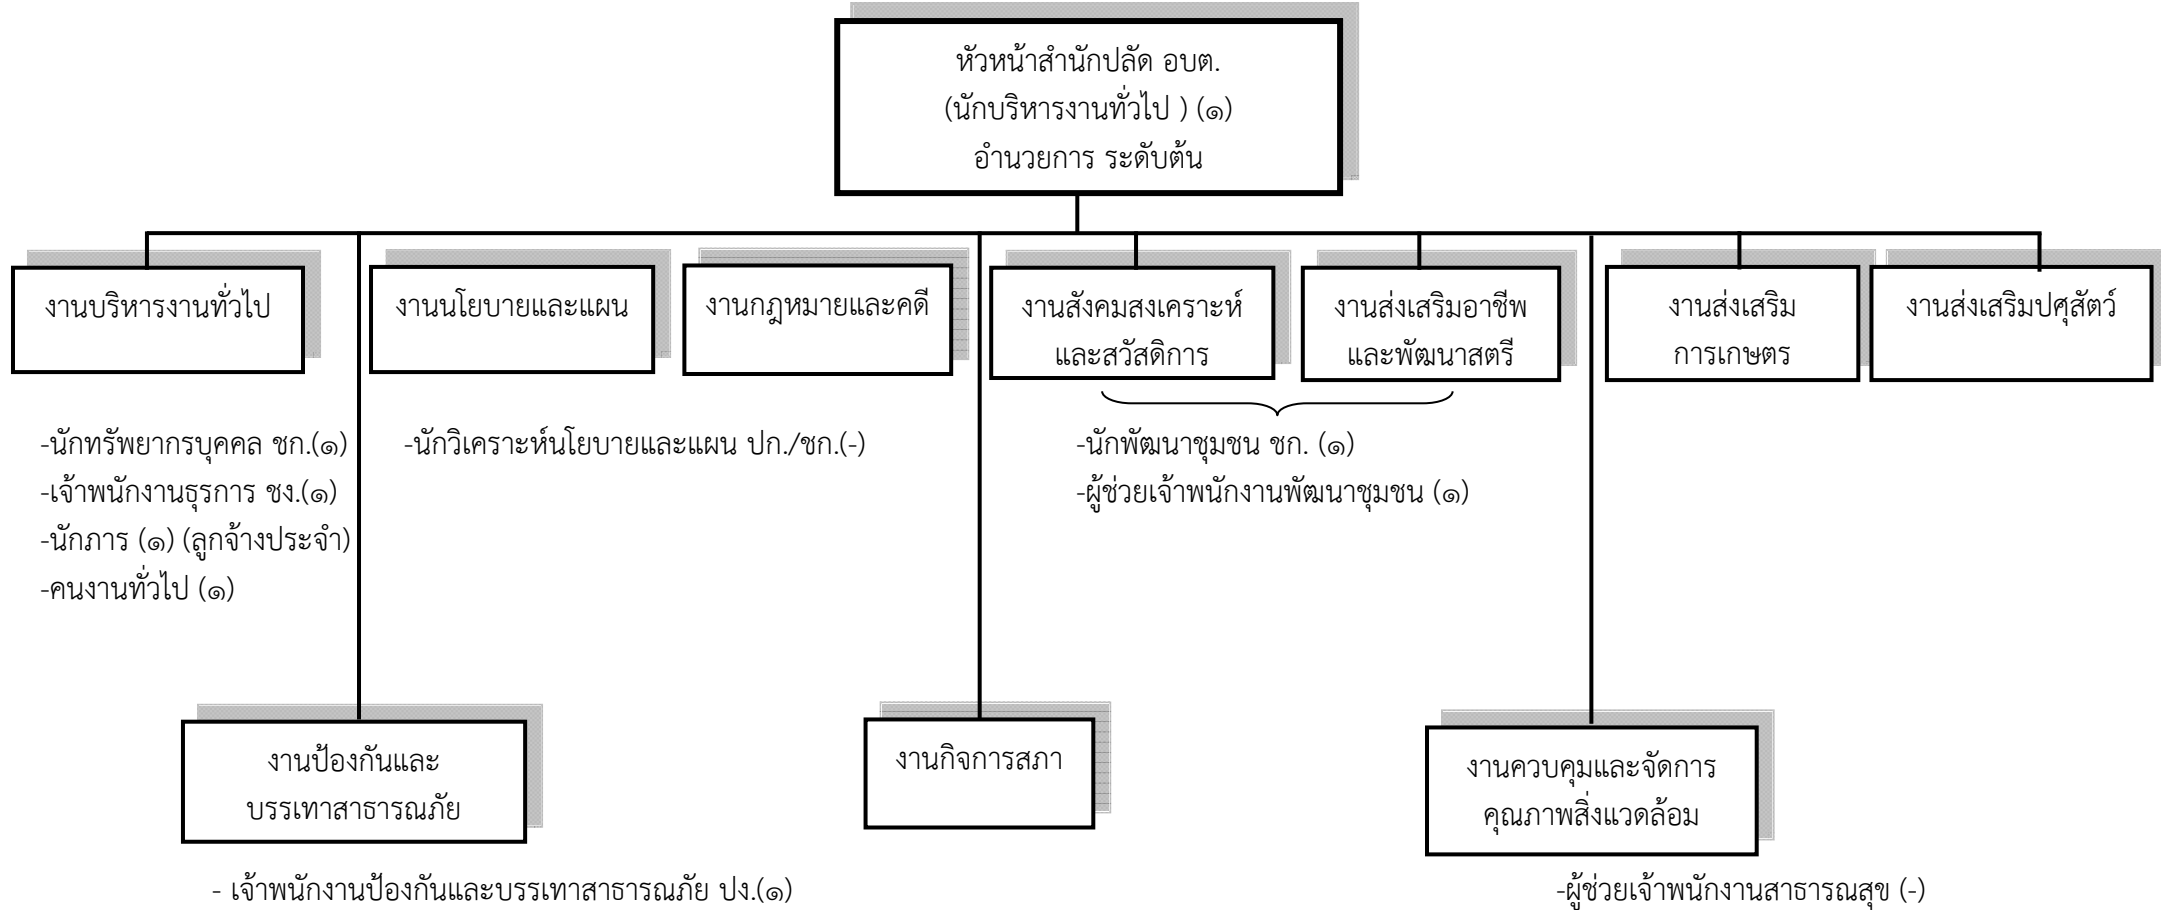 หัวหน้าสำนักปลัด อบต.
(นักบริหารงานทั่วไป ) (๑)
อำนวยการ ระดับต้น
งานบริหารงานทั่วไป
งานนโยบายและแผน
งานกฎหมายและคดี
งานสังคมสงเคราะห์
และสวัสดิการ
งานส่งเสริมอาชีพ
และพัฒนาสตรี
งานส่งเสริม
การเกษตร
งานส่งเสริมปศุสัตว์
-นักทรัพยากรบุคคล ชก.(๑)
-เจ้าพนักงานธุรการ ชง.(๑)
-นักภาร (๑) (ลูกจ้างประจำ)
-คนงานทั่วไป (๑)
-นักวิเคราะห์นโยบายและแผน ปก./ชก.(-)
-นักพัฒนาชุมชน ชก. (๑)
-ผู้ช่วยเจ้าพนักงานพัฒนาชุมชน (๑)
งานป้องกันและ
บรรเทาสาธารณภัย
งานกิจการสภา
งานควบคุมและจัดการ
คุณภาพสิ่งแวดล้อม
- เจ้าพนักงานป้องกันและบรรเทาสาธารณภัย ปง.(๑)
-ผู้ช่วยเจ้าพนักงานสาธารณสุข (-)